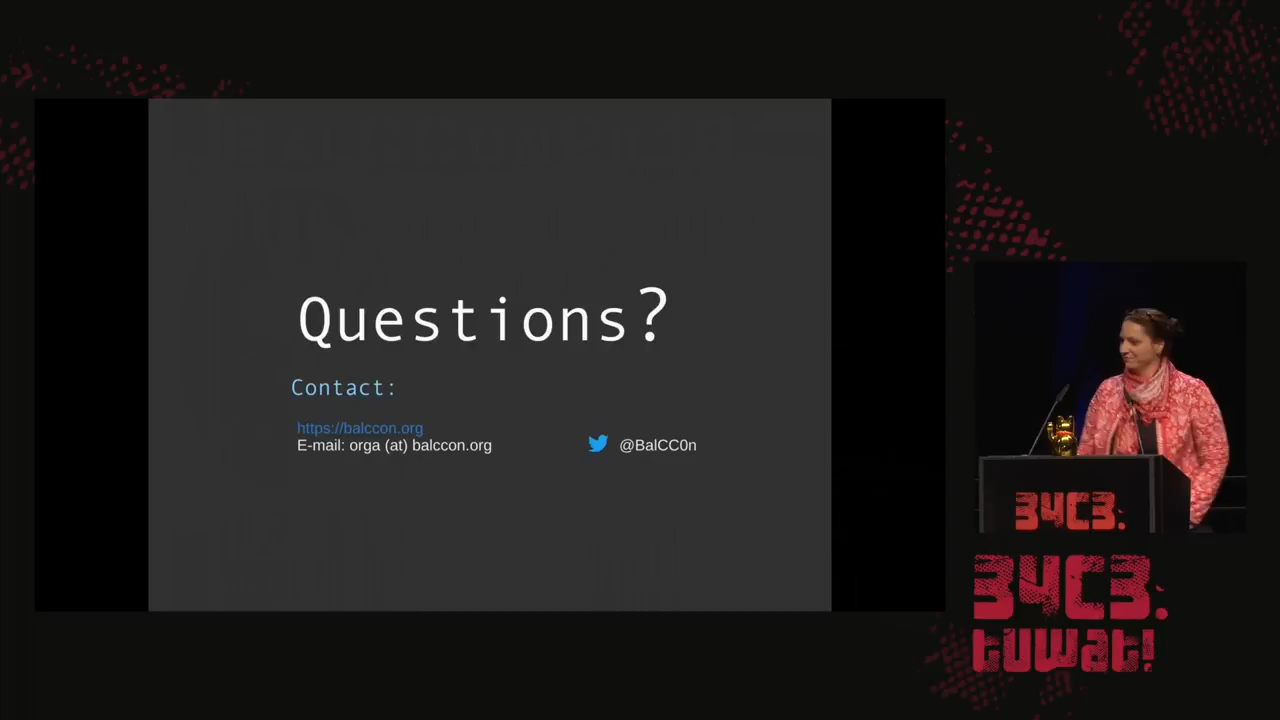 Questions?
Contact:
https://balccon.org
E-mail: orga (at) balccon.org
@BalCC0n
34C3.
34C3.
tuwat!